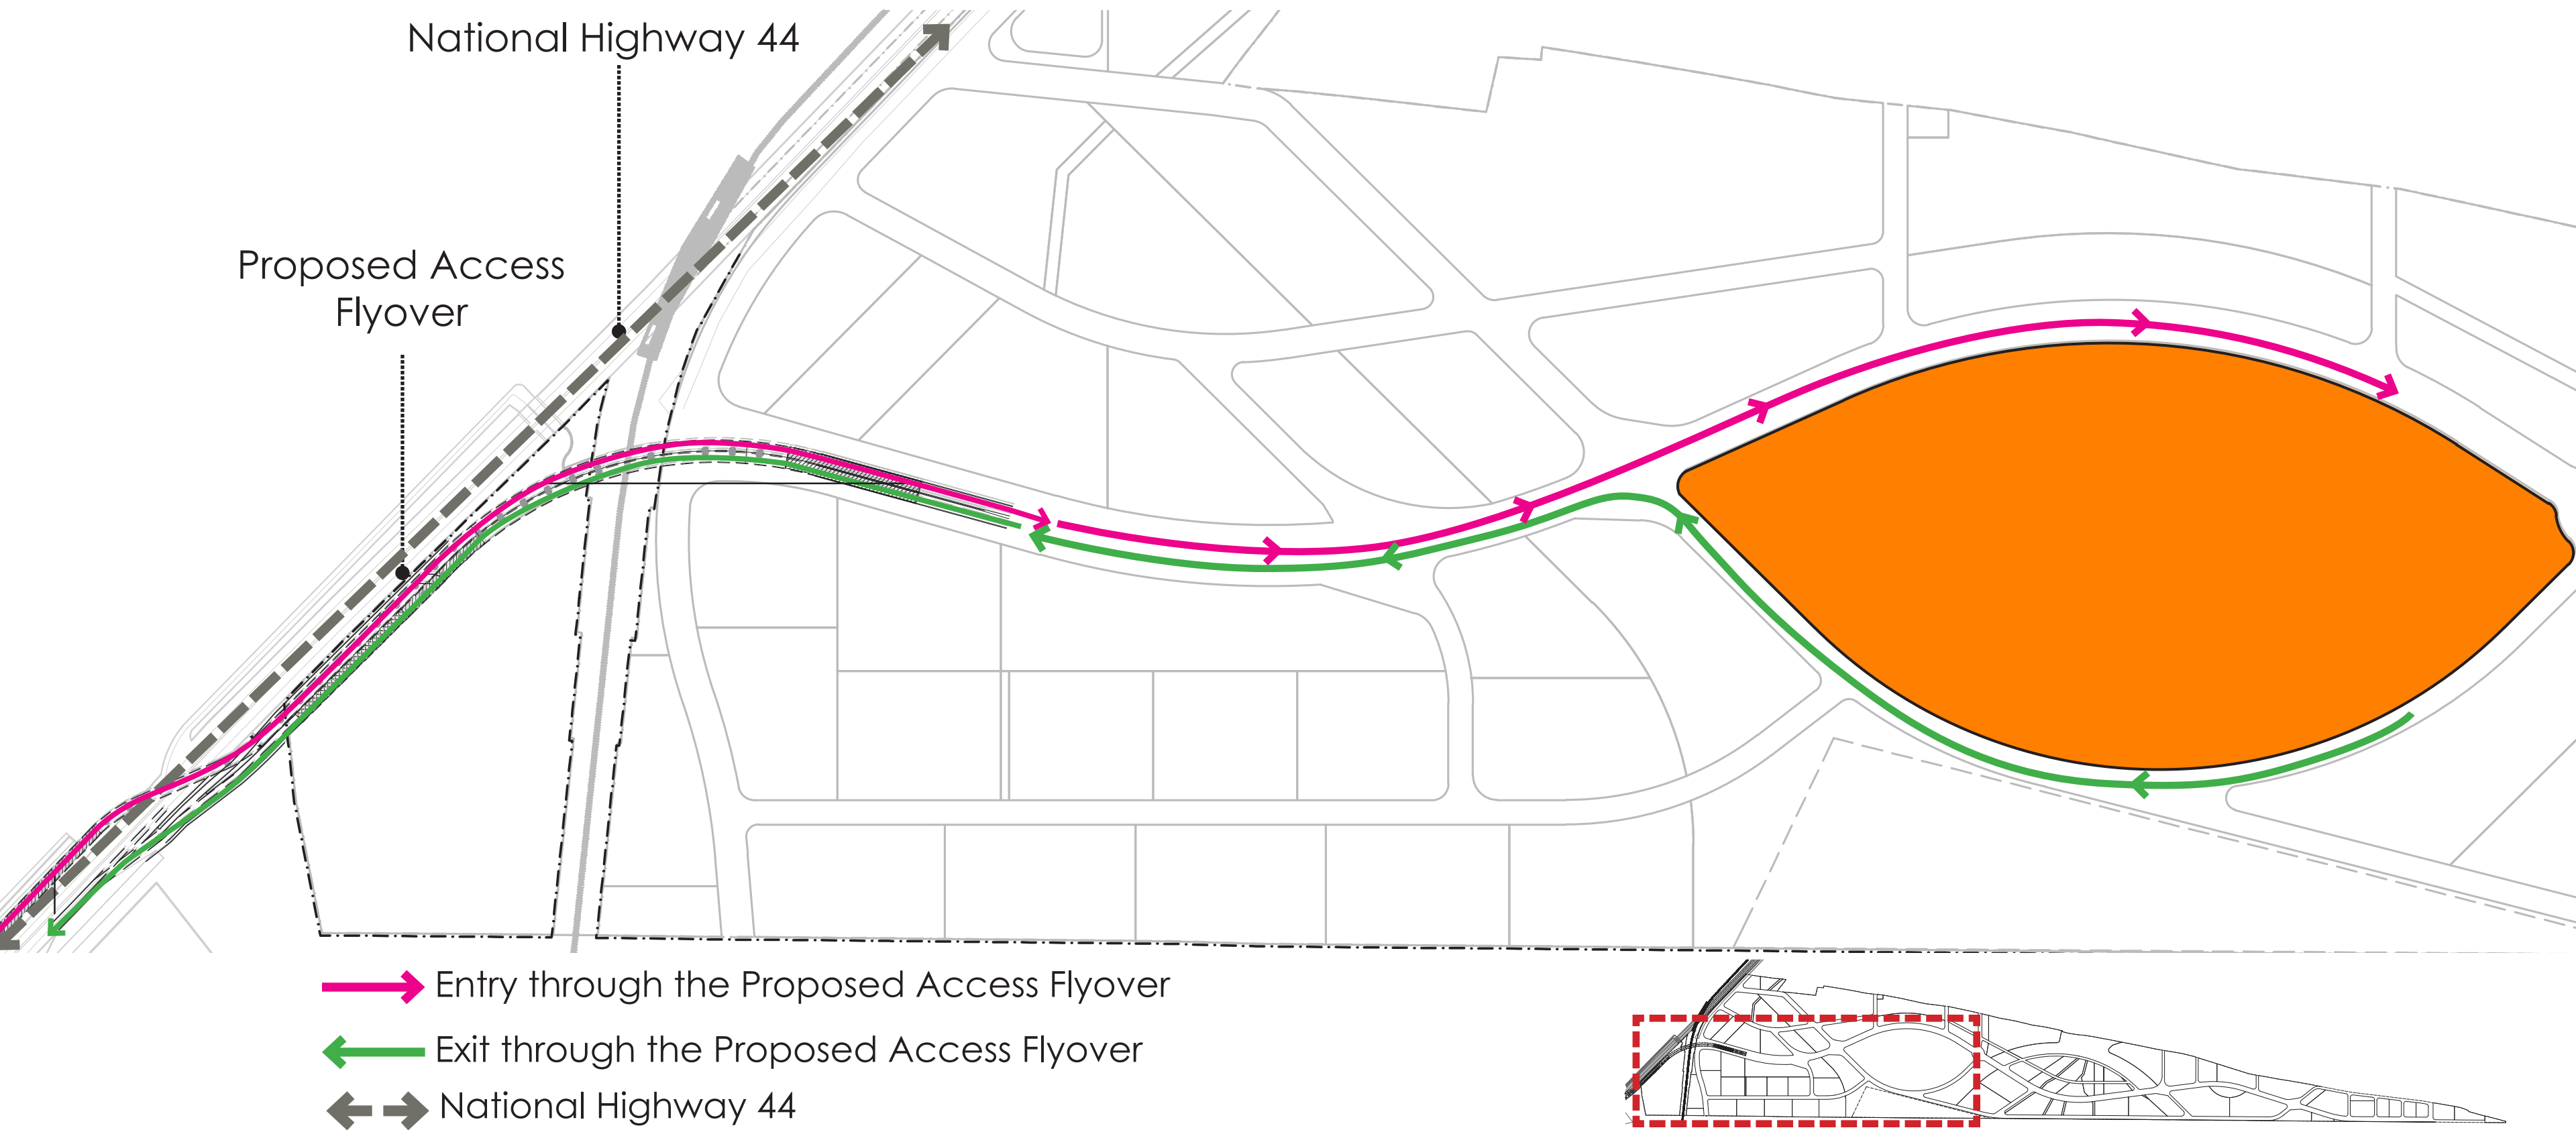 National Highway 44
Proposed Access
Flyover
Entry through the Proposed Access Flyover
Exit through the Proposed Access Flyover
National Highway 44